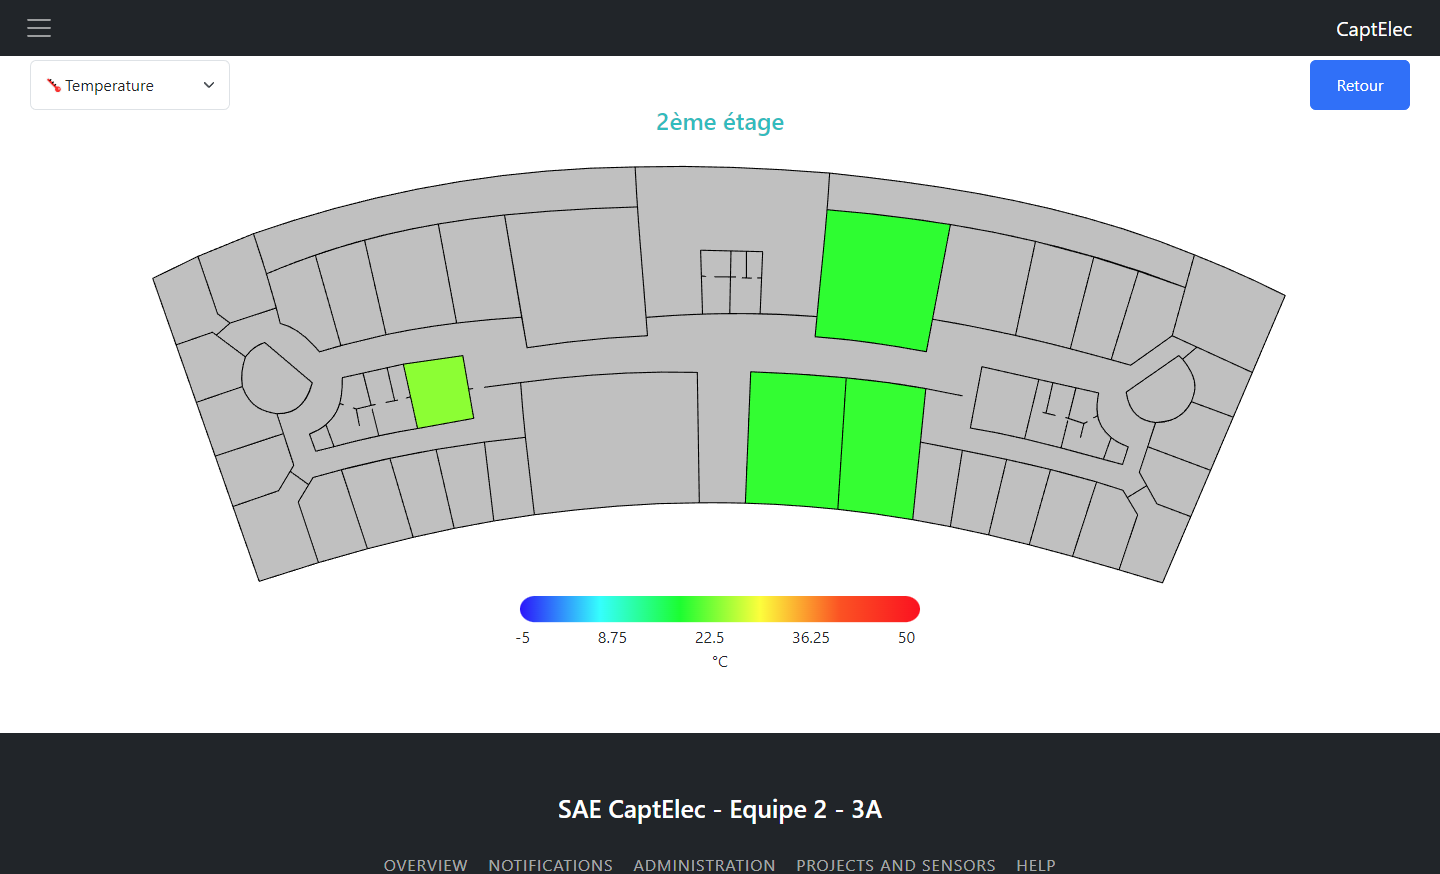 CaptElec
Temperature
Retour
2ème étage
-5 8.75 22.5 36.25 50
°C
SAE CaptElec - Equipe 2 - 3A
OVERVIEW NOTIFICATIONS ADMINISTRATION PROJECTS AND SENSORS HELP